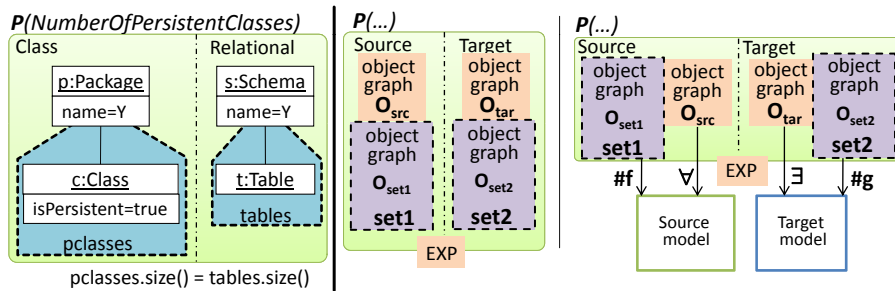 P(NumberOfPersistentClasses)
Class
Relational
p:Package
name=Y
s:Schema
name=Y
c:Class
isPersistent=true
pclasses
t:Table
tables
pclasses.size() = tables.size()
P(...)
Source
Target
object
graph
Osrc
object
graph
Otar
object
graph
Oset1
set1
object
graph
Oset2
set2
EXP
P(...)
Source
Target
object
graph
Oset1
set1
object
graph
Osrc
object
graph
Otar
object
graph
Oset2
set2
EXP
#f
∀
∃
#g
Source
model
Target
model